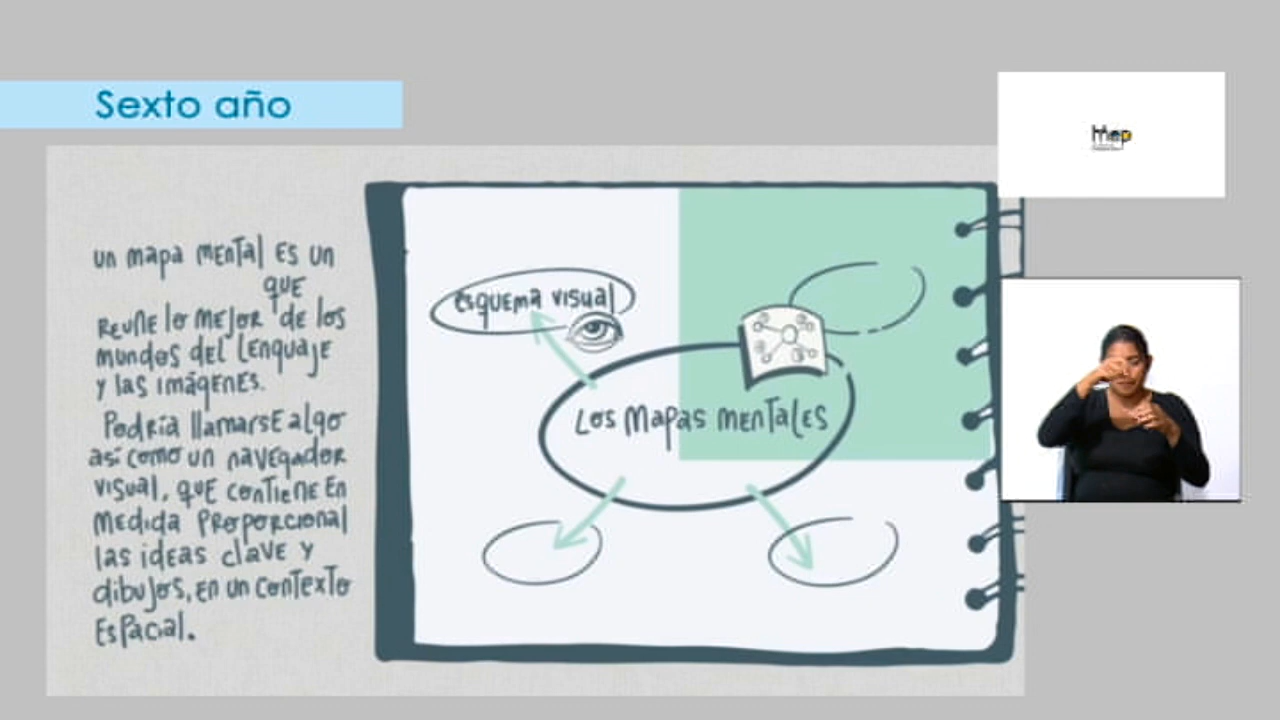 Sexto año
mep
un mapa mental es un
que
reúne lo mejor de los
mundos del lenguaje
y las imágenes.
Podría llamarse algo
así como un navegador
visual, que contiene en
medida proporcional
las ideas clave y
dibujos, en un contexto
espacial.
esquema visual
Los mapas mentales